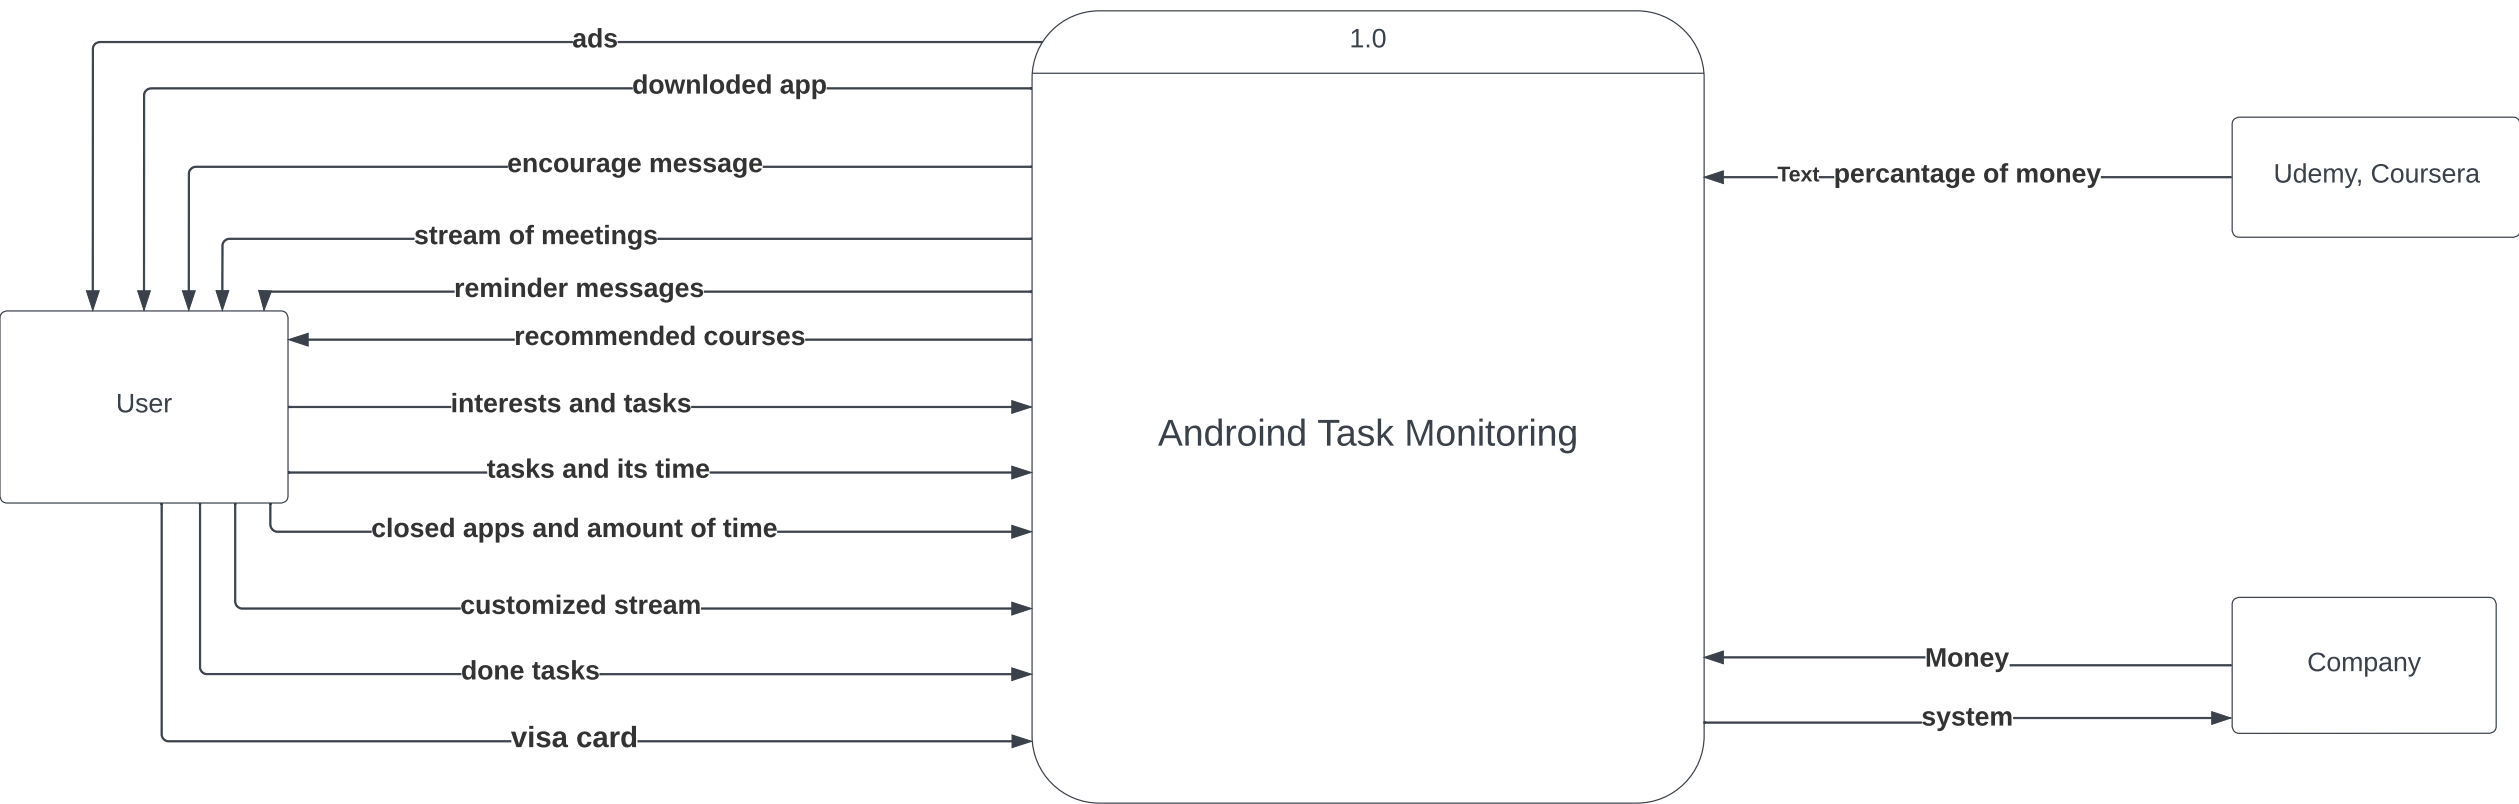 ads
1.0
downloded app
encourage message
Text percantage of money
Udemy, Coursera
stream of meetings
reminder messages
recommended courses
User
interests and tasks
Androind Task Monitoring
tasks and its time
closed apps and amount of time
customized stream
done tasks
Money
Company
system
visa card